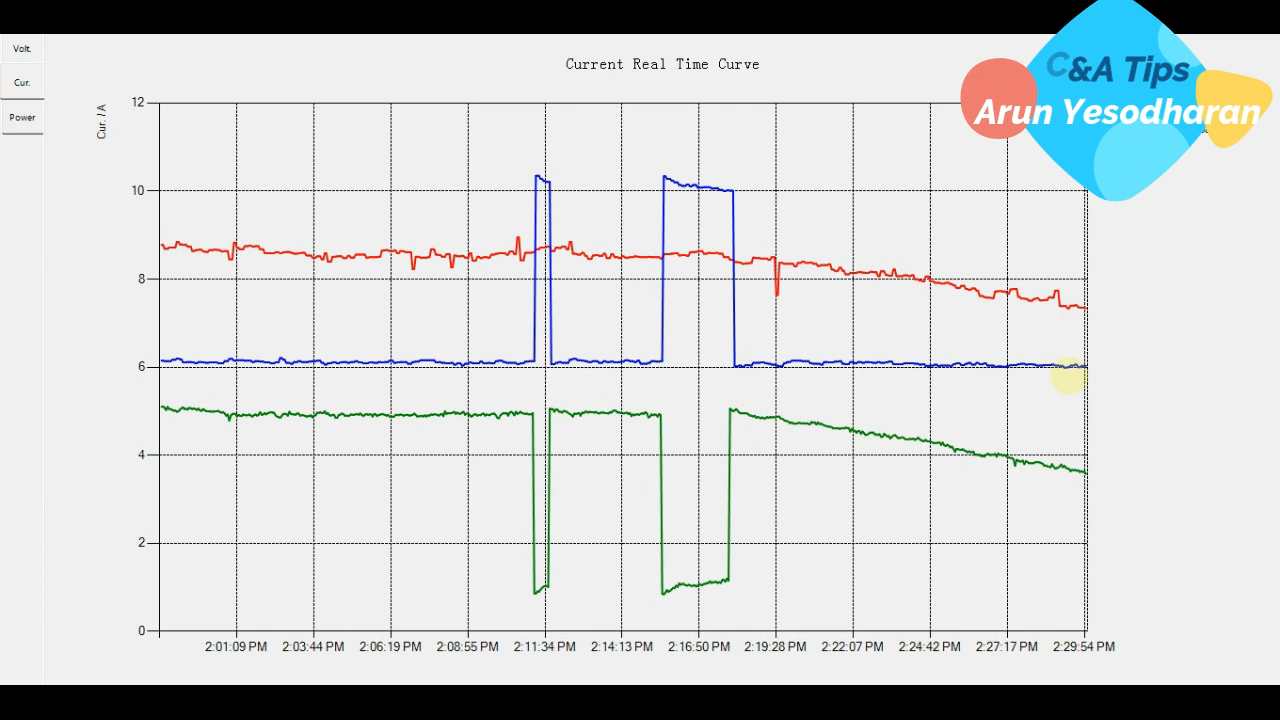 Volt.
Cur.
Power
Current Real Time Curve
C&A Tips
Arun Yesodharan
Cur. / A
12
10
8
6
4
2
0
2:01:09 PM 2:03:44 PM 2:06:19 PM 2:08:55 PM 2:11:34 PM 2:14:13 PM 2:16:50 PM 2:19:28 PM 2:22:07 PM 2:24:42 PM 2:27:17 PM 2:29:54 PM